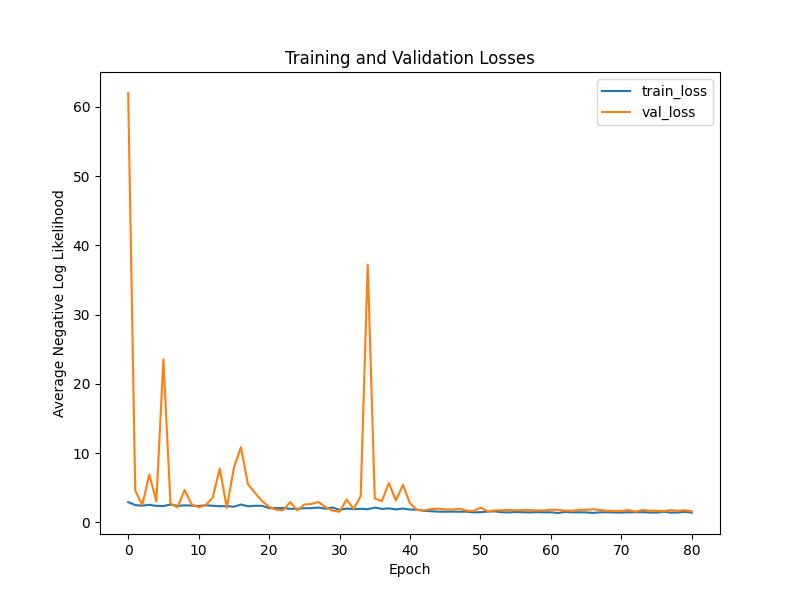 Training and Validation Losses
train_loss
val_loss
Average Negative Log Likelihood
60
50
40
30
20
10
0
0 10 20 30 40 50 60 70 80
Epoch